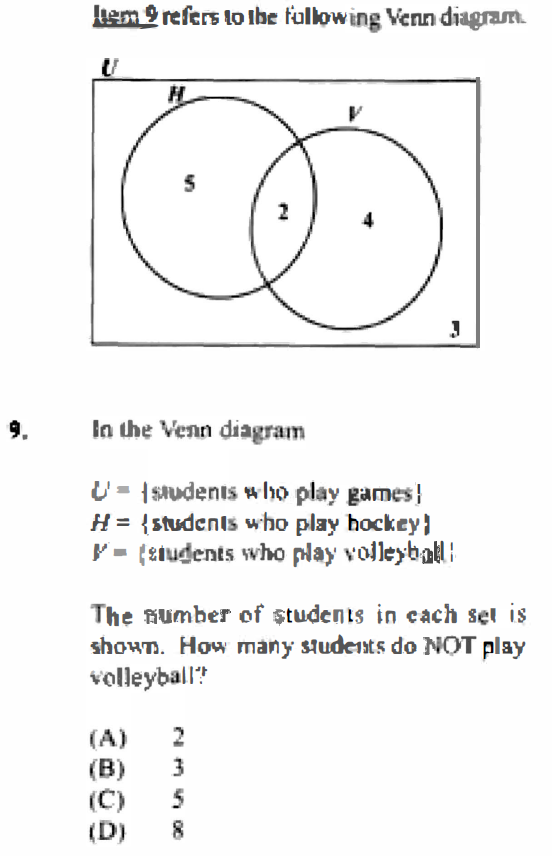 Item 9 refers to the following Venn diagram.
U
H
V
5
2
4
3
9. In the Venn diagram
U = {students who play games}
H = {students who play hockey}
V = {students who play volleyball}
The number of students in each set is
shown. How many students do NOT play
volleyball?
(A) 2
(B) 3
(C) 5
(D) 8